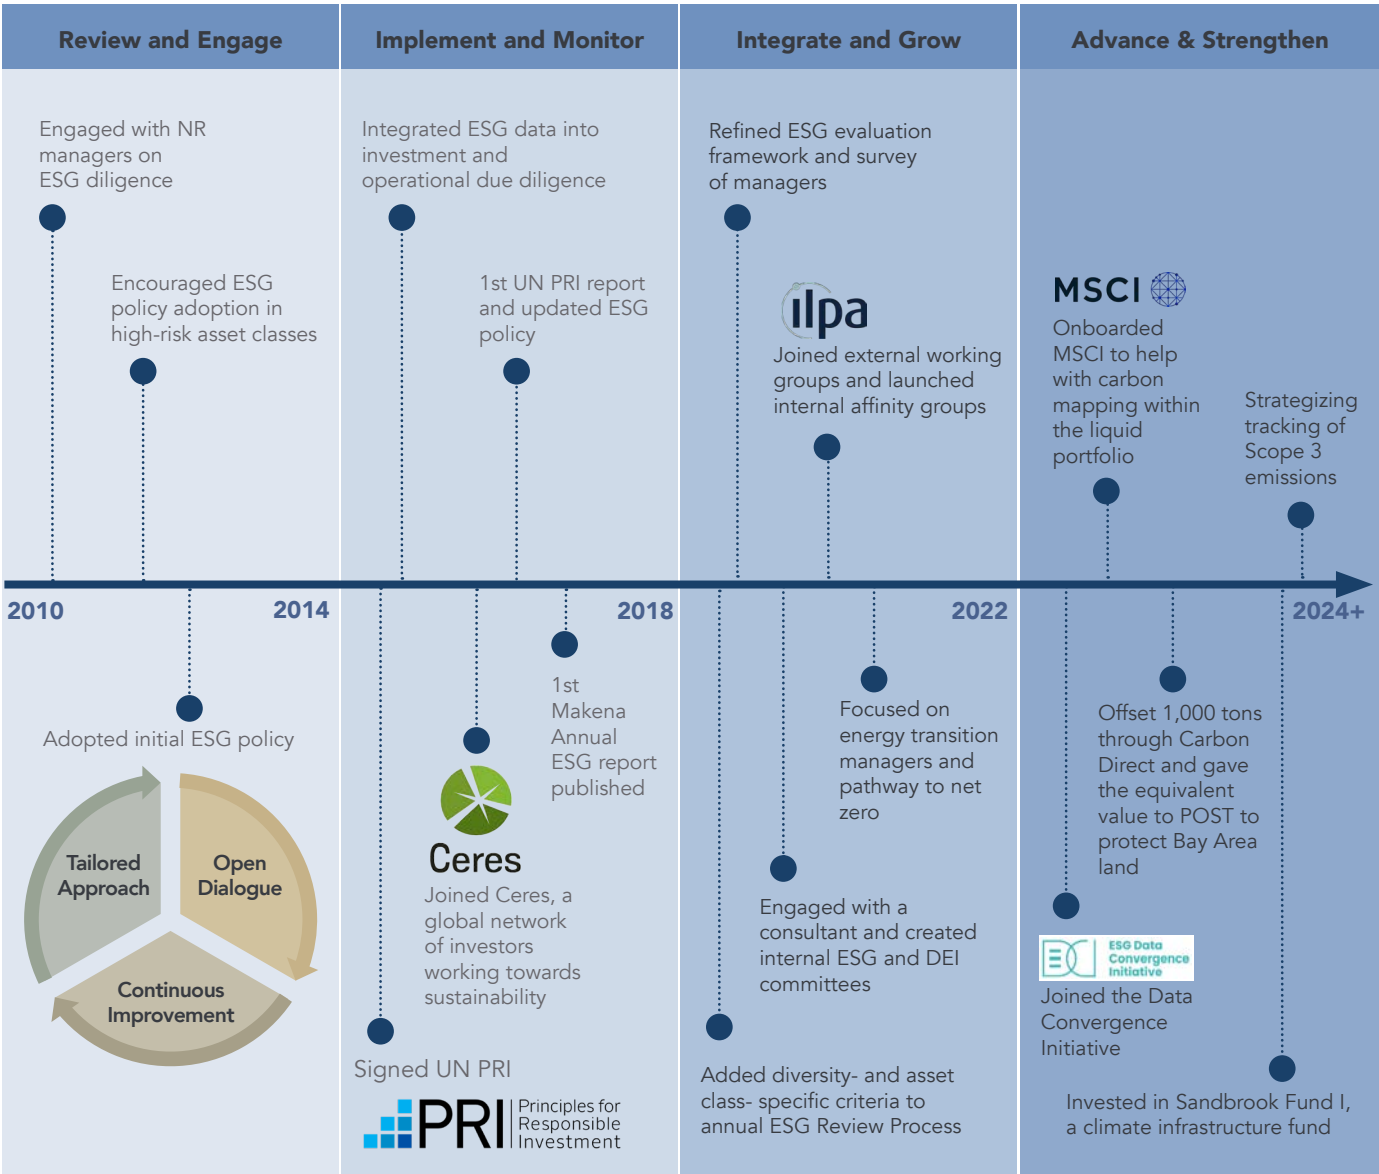 Review and Engage
Implement and Monitor
Integrate and Grow
Advance & Strengthen
Engaged with NR
managers on
ESG diligence
Encouraged ESG
policy adoption in
high-risk asset classes
Integrated ESG data into
investment and
operational due diligence
1st UN PRI report
and updated ESG
policy
Refined ESG evaluation
framework and survey
of managers
ilpa
Joined external working
groups and launched
internal affinity groups
MSCI
Onboarded
MSCI to help
with carbon
mapping within
the liquid
portfolio
Strategizing
tracking of
Scope 3
emissions
2010
2014
2018
2022
2024+
Adopted initial ESG policy
Tailored
Approach
Open
Dialogue
Continuous
Improvement
1st
Makena
Annual
ESG report
published
Ceres
Joined Ceres, a
global network
of investors
working towards
sustainability
Signed UN PRI
PRI
Principles for
Responsible
Investment
Focused on
energy transition
managers and
pathway to net
zero
Engaged with a
consultant and created
internal ESG and DEI
committees
Added diversity- and asset
class- specific criteria to
annual ESG Review Process
Offset 1,000 tons
through Carbon
Direct and gave
the equivalent
value to POST to
protect Bay Area
land
ESG Data
Convergence
Initiative
Joined the Data
Convergence
Initiative
Invested in Sandbrook Fund I,
a climate infrastructure fund